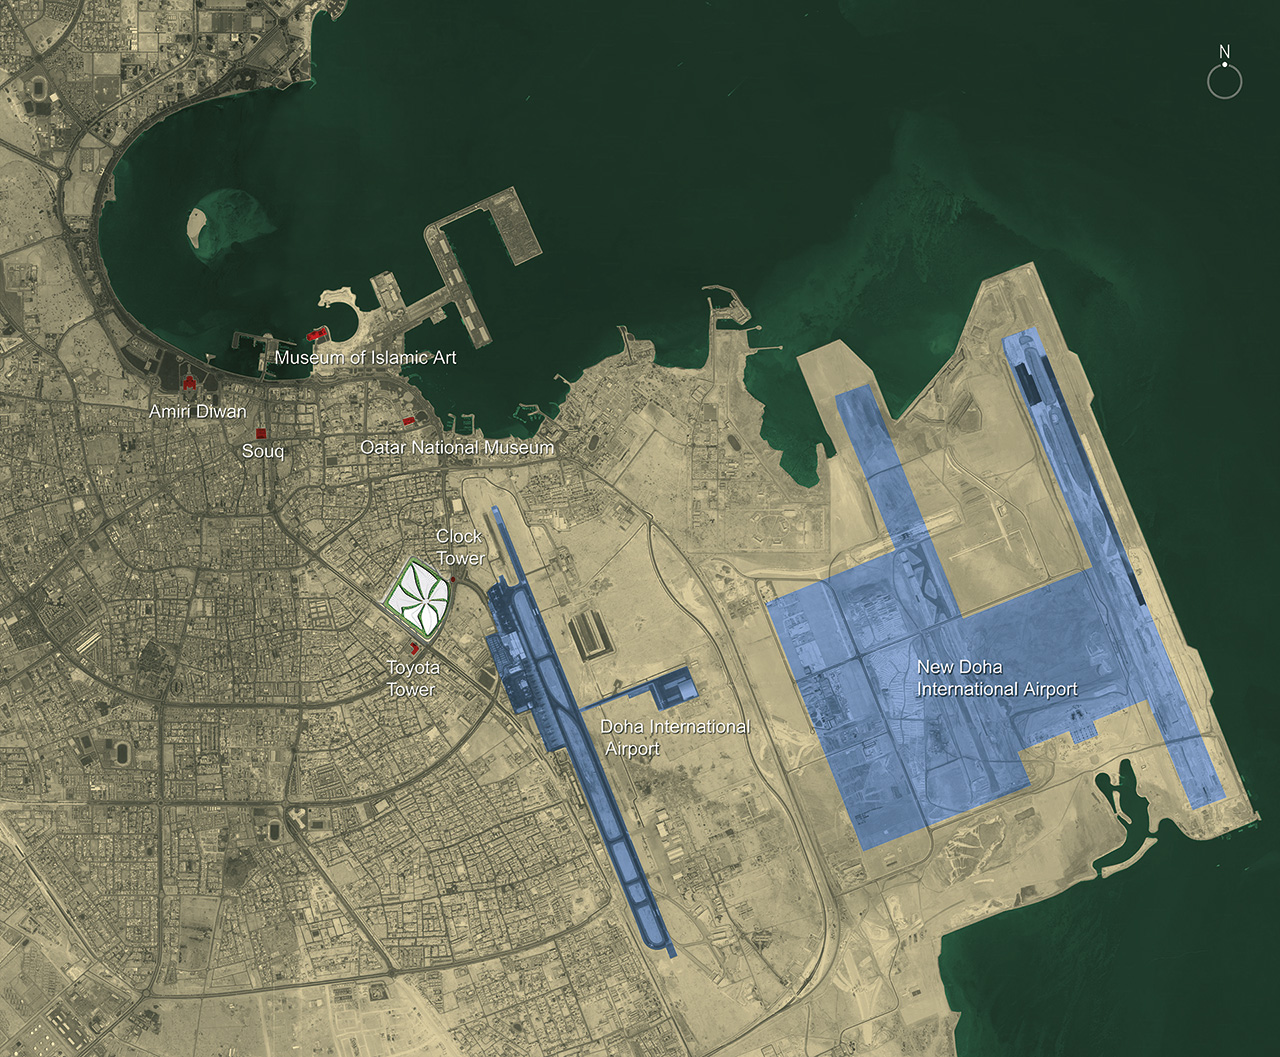 N
Museum of Islamic Art
Amiri Diwan
Souq
Qatar National Museum
Clock
Tower
Toyota
Tower
New Doha
International Airport
Doha International
Airport